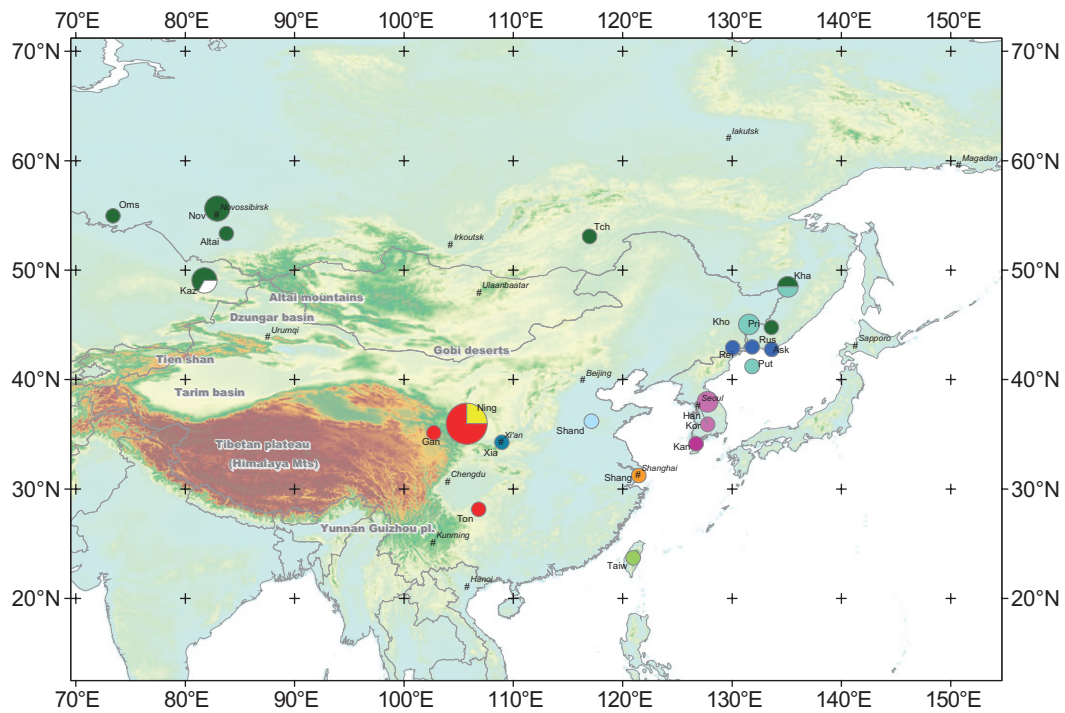 70°E 80°E 90°E 100°E 110°E 120°E 130°E 140°E 150°E
70°N 70°N
# Iakutsk
60°N 60°N
# Magadan
Oms
Nov # Novossibirsk
Altai
Tch
# Irkoutsk
50°N 50°N
Kha
Kaz
# Ulaanbaatar
Altai mountains
Dzungar basin
Kho Pri
# Urumqi
Rus
# Sapporo
Gobi deserts
Rei Ask
Tien shan
Put
40°N 40°N
# Beijing
Tarim basin
# Seoul
Ning
Han
Shand
Kor
Gan
# Xi'an
Tibetan plateau
Kan
Xia
(Himalaya Mts)
# Chengdu
Shang # Shanghai
30°N 30°N
Ton
Yunnan Guizhou pl.
# Kunming
Taiw
# Hanoi
20°N 20°N
70°E 80°E 90°E 100°E 110°E 120°E 130°E 140°E 150°E